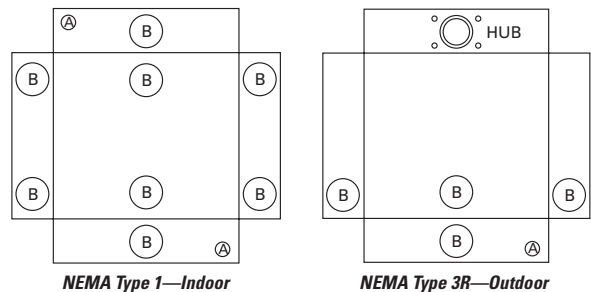 A B HUB
B B B
B B B B B B
B A B A
NEMA Type 1—Indoor NEMA Type 3R—Outdoor